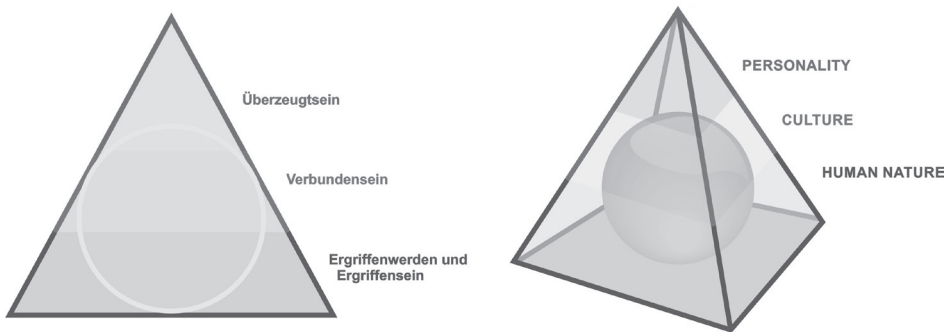 Überzeugtsein
Verbundensein
Ergriffenwerden und
Ergriffensein
PERSONALITY
CULTURE
HUMAN NATURE